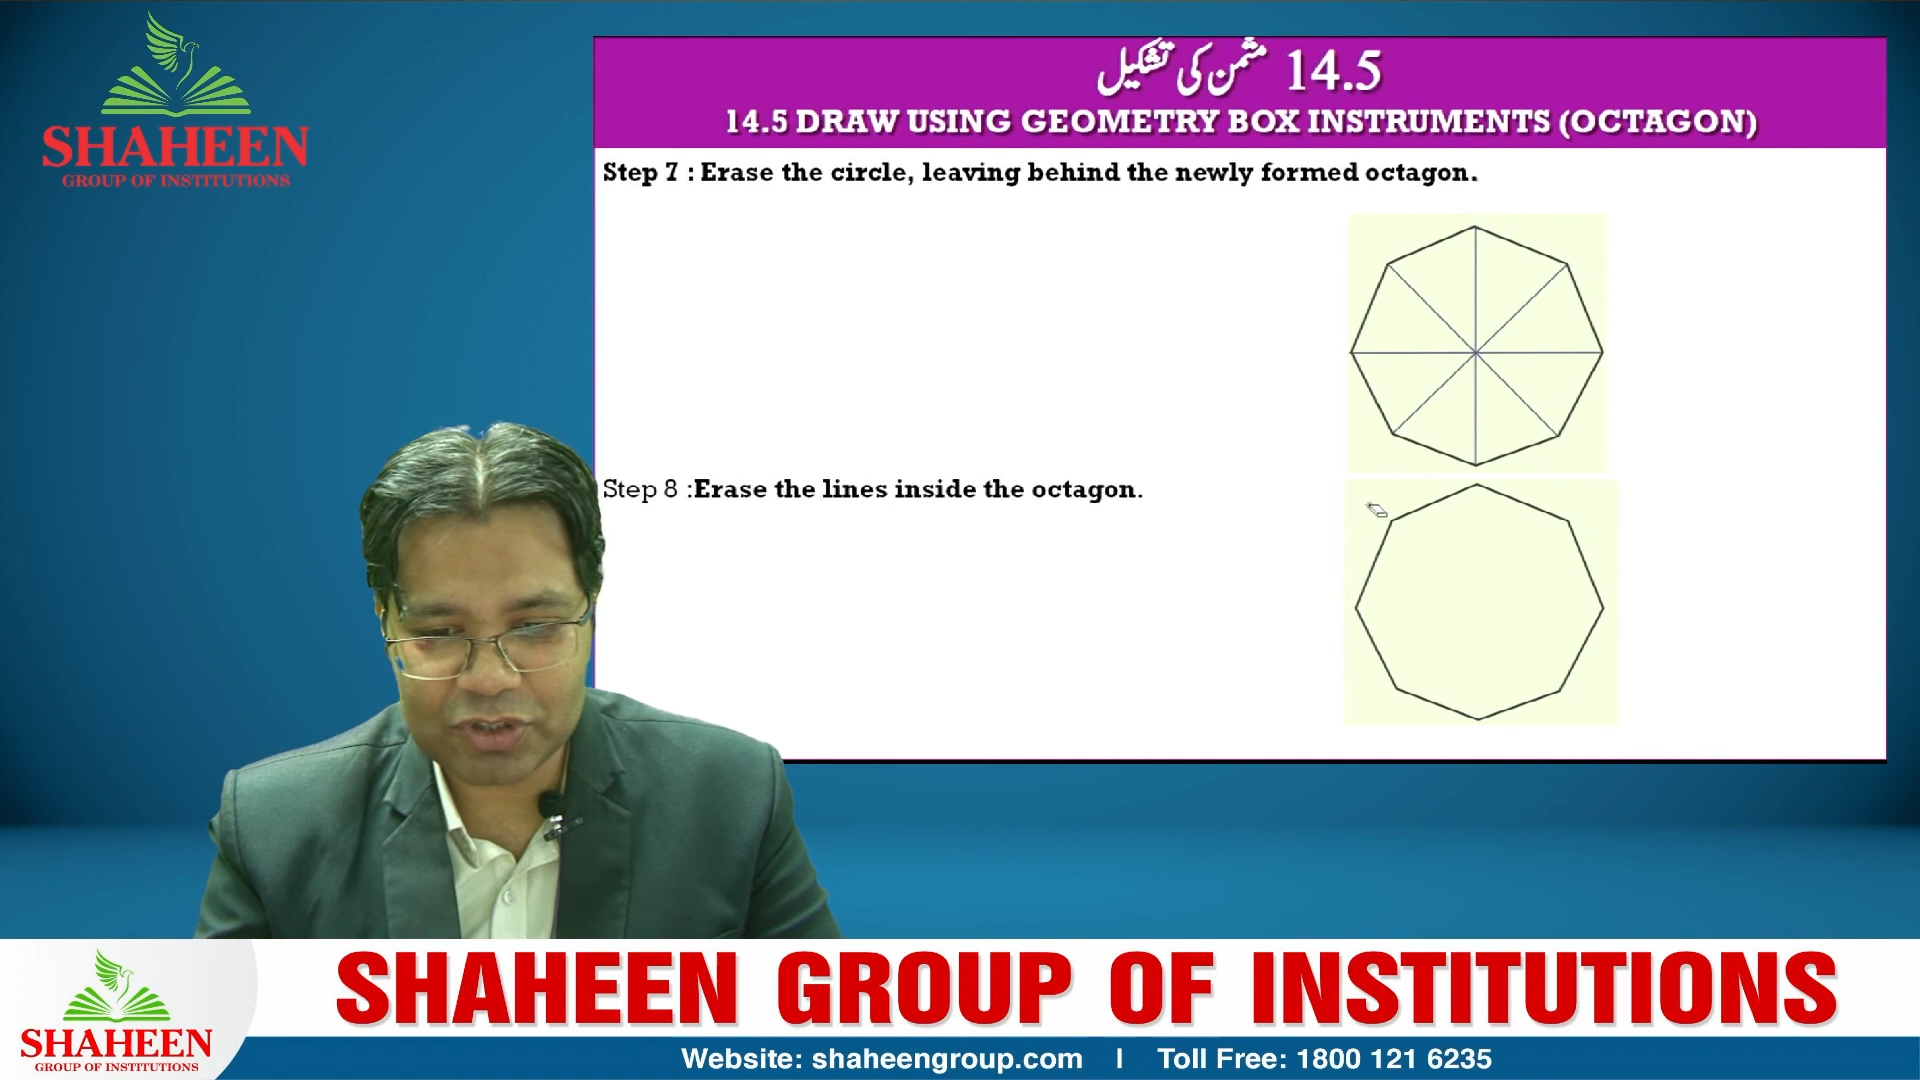 SHAHEEN
GROUP OF INSTITUTIONS
14.5 مثمن کی تشکیل
14.5 DRAW USING GEOMETRY BOX INSTRUMENTS (OCTAGON)
Step 7 : Erase the circle, leaving behind the newly formed octagon.
Step 8 :Erase the lines inside the octagon.
SHAHEEN
GROUP OF INSTITUTIONS
SHAHEEN GROUP OF INSTITUTIONS
Website: shaheengroup.com | Toll Free: 1800 121 6235